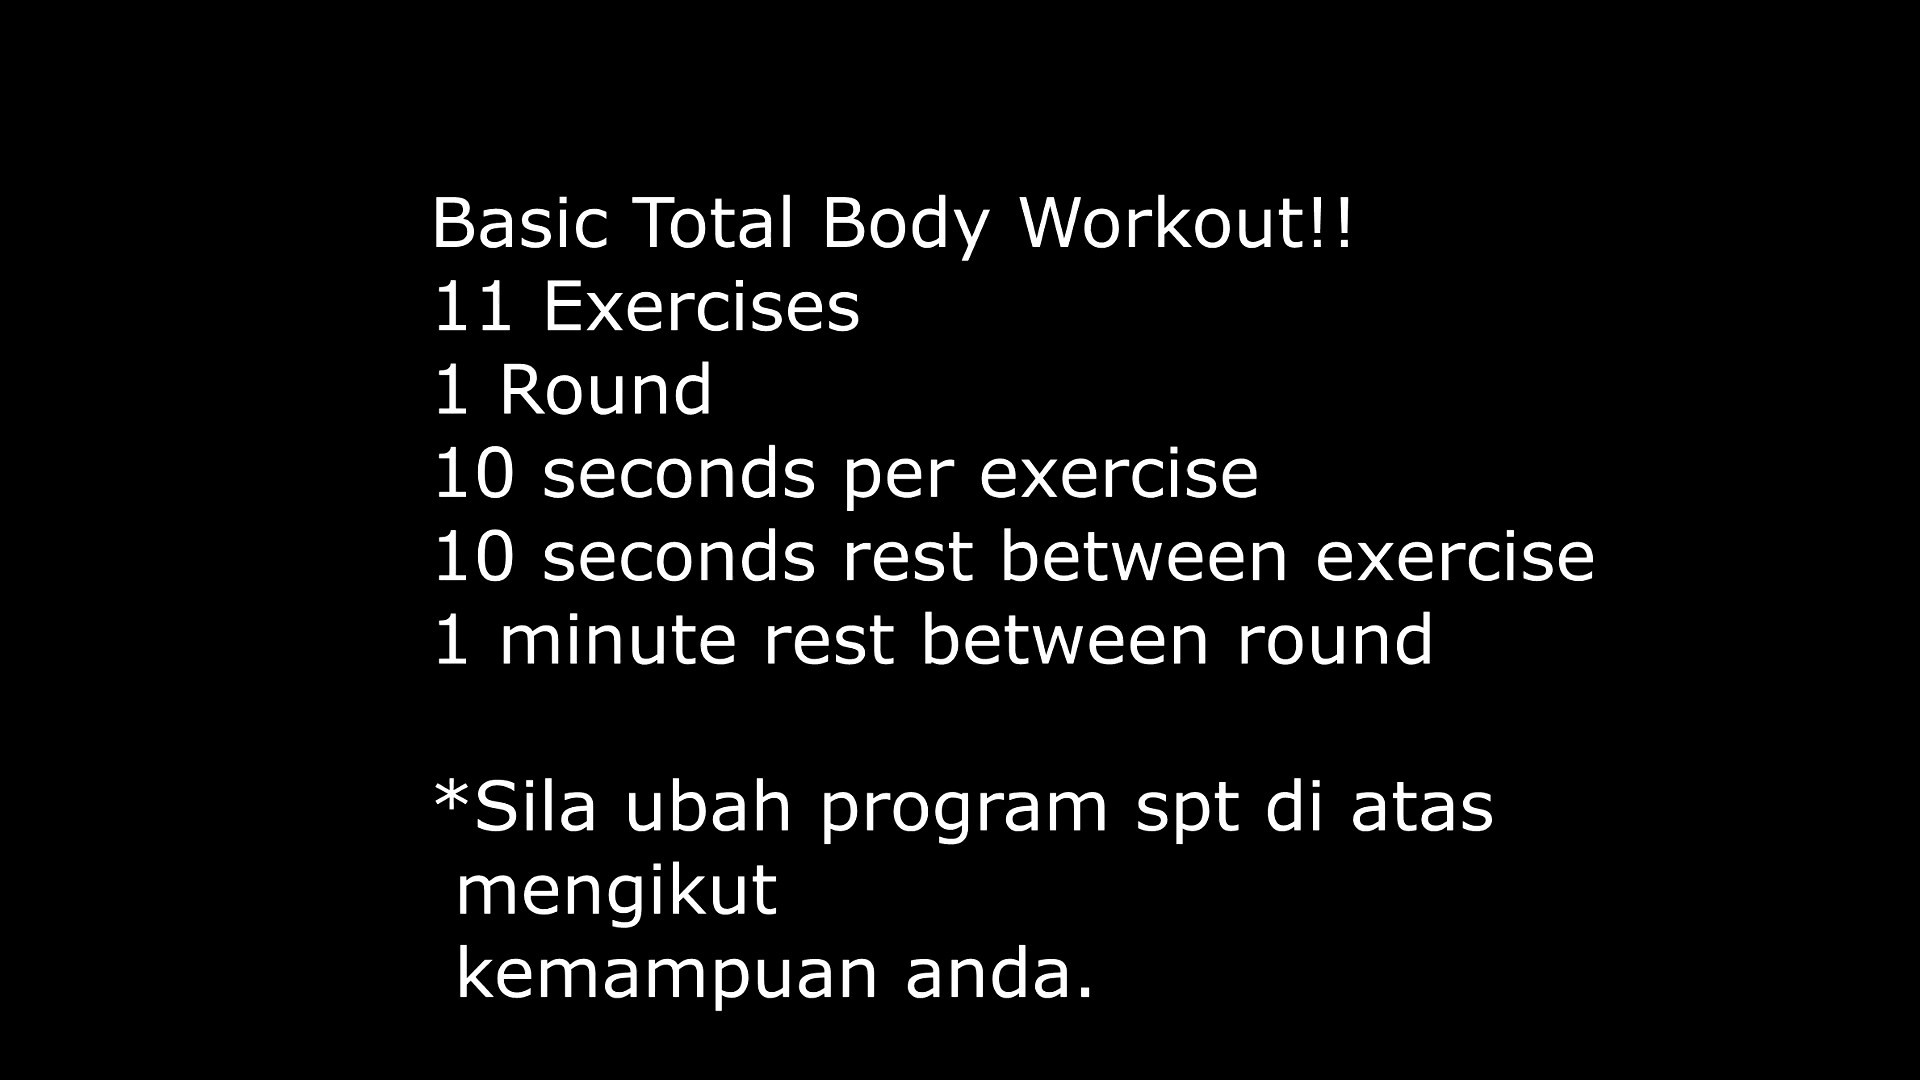 Basic Total Body Workout!!
11 Exercises
1 Round
10 seconds per exercise
10 seconds rest between exercise
1 minute rest between round
*Sila ubah program spt di atas
mengikut
kemampuan anda.